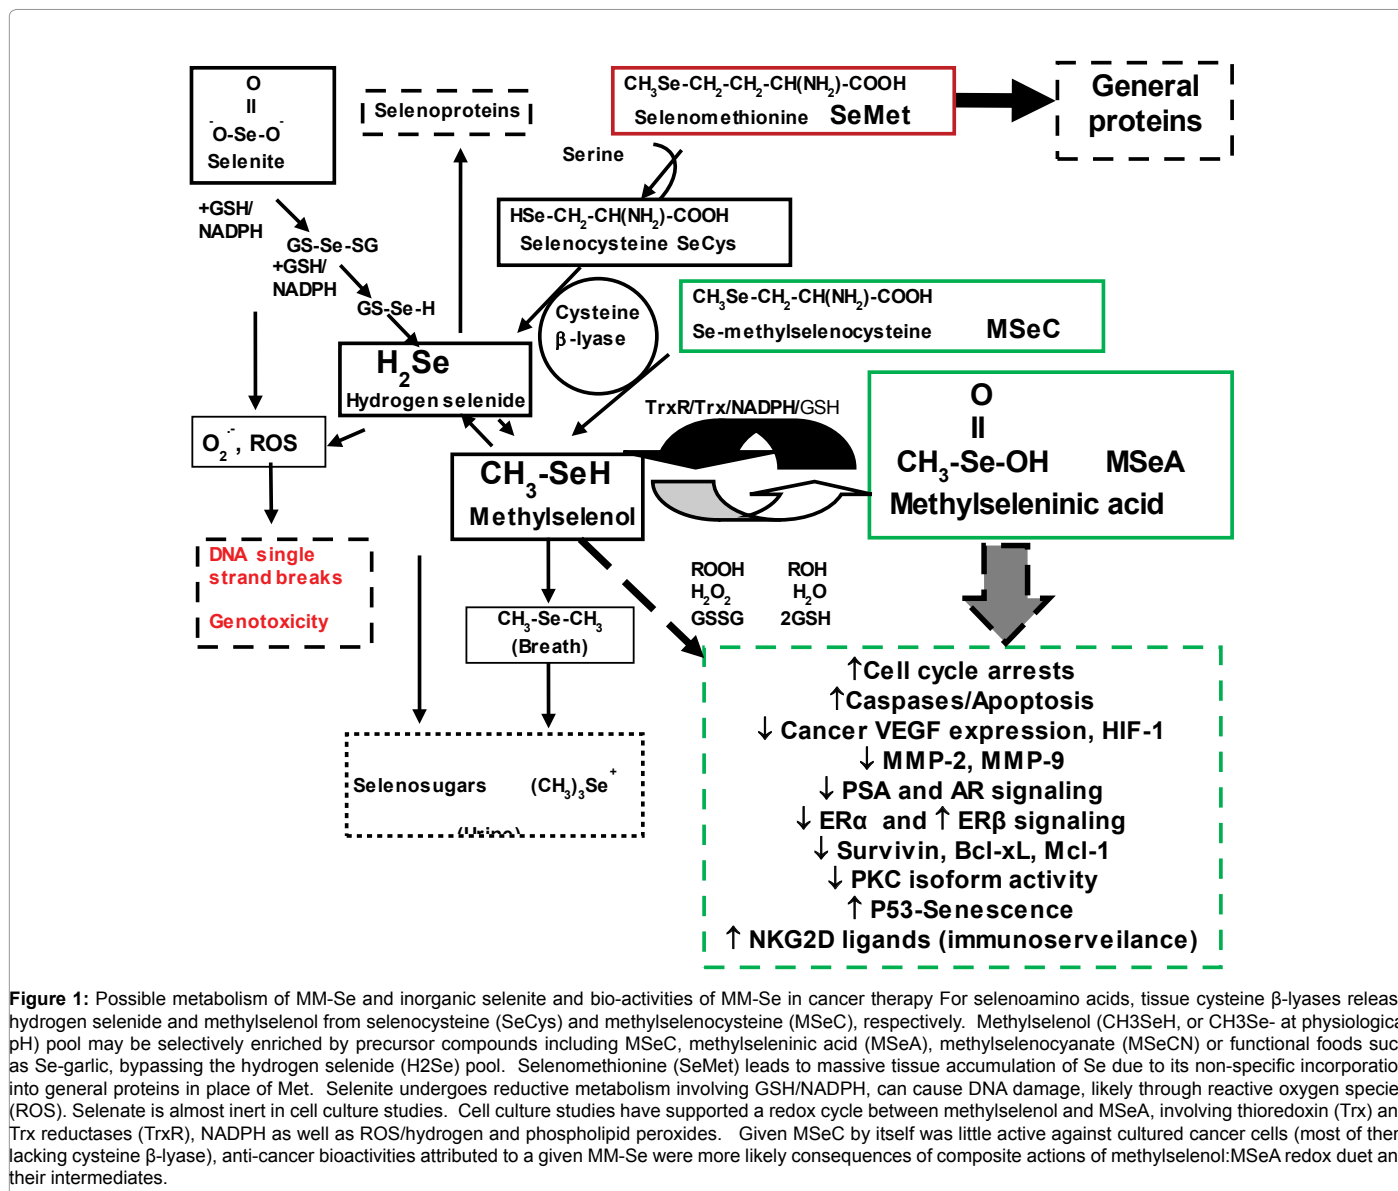 O
II
-O-Se-O-
Selenite
Selenoproteins
CH3Se-CH2-CH2-CH(NH2)-COOH
Selenomethionine SeMet
General
proteins
Serine
+GSH/
NADPH
GS-Se-SG
+GSH/
NADPH
GS-Se-H
HSe-CH2-CH(NH2)-COOH
Selenocysteine SeCys
Cysteine
β-lyase
CH3Se-CH2-CH(NH2)-COOH
Se-methylselenocysteine MSeC
H2Se
Hydrogen selenide
TrxR/Trx/NADPH/GSH
O
II
CH3-Se-OH MSeA
Methylseleninic acid
O2.-, ROS
CH3-SeH
Methylselenol
DNA single
strand breaks
Genotoxicity
ROOH ROH
H2O2 H2O
GSSG 2GSH
CH3-Se-CH3
(Breath)
Selenosugars (CH3)3Se+
(Urine)
↑Cell cycle arrests
↑Caspases/Apoptosis
↓ Cancer VEGF expression, HIF-1
↓ MMP-2, MMP-9
↓ PSA and AR signaling
↓ ERα and ↑ ERβ signaling
↓ Survivin, Bcl-xL, Mcl-1
↓ PKC isoform activity
↑ P53-Senescence
↑ NKG2D ligands (immunoserveilance)
Figure 1: Possible metabolism of MM-Se and inorganic selenite and bio-activities of MM-Se in cancer therapy For selenoamino acids, tissue cysteine β-lyases releas
hydrogen selenide and methylselenol from selenocysteine (SeCys) and methylselenocysteine (MSeC), respectively. Methylselenol (CH3SeH, or CH3Se- at physiologica
pH) pool may be selectively enriched by precursor compounds including MSeC, methylseleninic acid (MSeA), methylselenocyanate (MSeCN) or functional foods suc
as Se-garlic, bypassing the hydrogen selenide (H2Se) pool. Selenomethionine (SeMet) leads to massive tissue accumulation of Se due to its non-specific incorporatio
into general proteins in place of Met. Selenite undergoes reductive metabolism involving GSH/NADPH, can cause DNA damage, likely through reactive oxygen specie
(ROS). Selenate is almost inert in cell culture studies. Cell culture studies have supported a redox cycle between methylselenol and MSeA, involving thioredoxin (Trx) an
Trx reductases (TrxR), NADPH as well as ROS/hydrogen and phospholipid peroxides. Given MSeC by itself was little active against cultured cancer cells (most of ther
lacking cysteine β-lyase), anti-cancer bioactivities attributed to a given MM-Se were more likely consequences of composite actions of methylselenol:MSeA redox duet an
their intermediates.